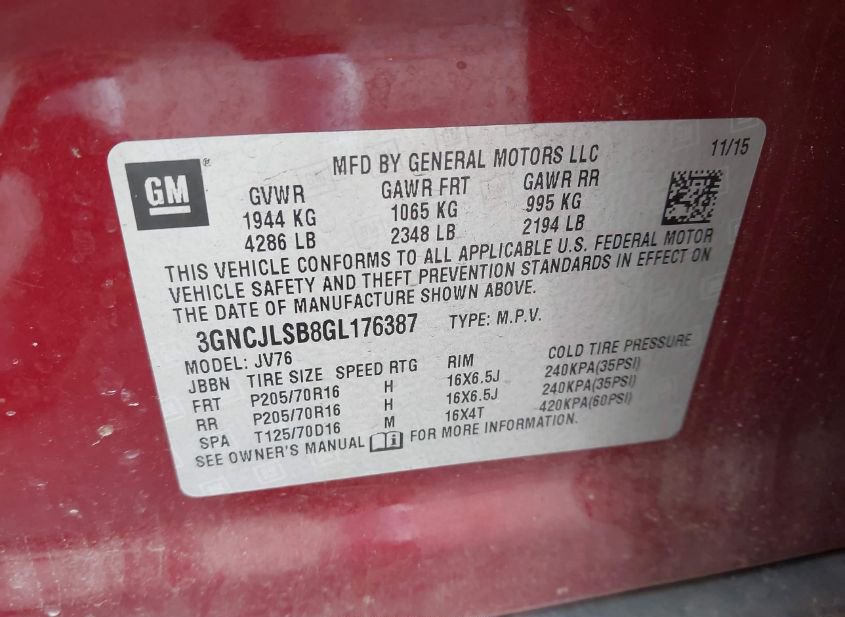 GM ®
MFD BY GENERAL MOTORS LLC 11/15
GVWR GAWR FRT GAWR RR
1944 KG 1065 KG 995 KG
4286 LB 2348 LB 2194 LB
THIS VEHICLE CONFORMS TO ALL APPLICABLE U.S. FEDERAL MOTOR
VEHICLE SAFETY AND THEFT PREVENTION STANDARDS IN EFFECT ON
THE DATE OF MANUFACTURE SHOWN ABOVE.
3GNCJLSB8GL176387 TYPE: M.P.V.
MODEL: JV76
JBBN TIRE SIZE SPEED RTG RIM COLD TIRE PRESSURE
FRT P205/70R16 H 16X6.5J 240KPA(35PSI)
RR P205/70R16 H 16X6.5J 240KPA(35PSI)
SPA T125/70D16 M 16X4T 420KPA(60PSI)
SEE OWNER'S MANUAL FOR MORE INFORMATION.